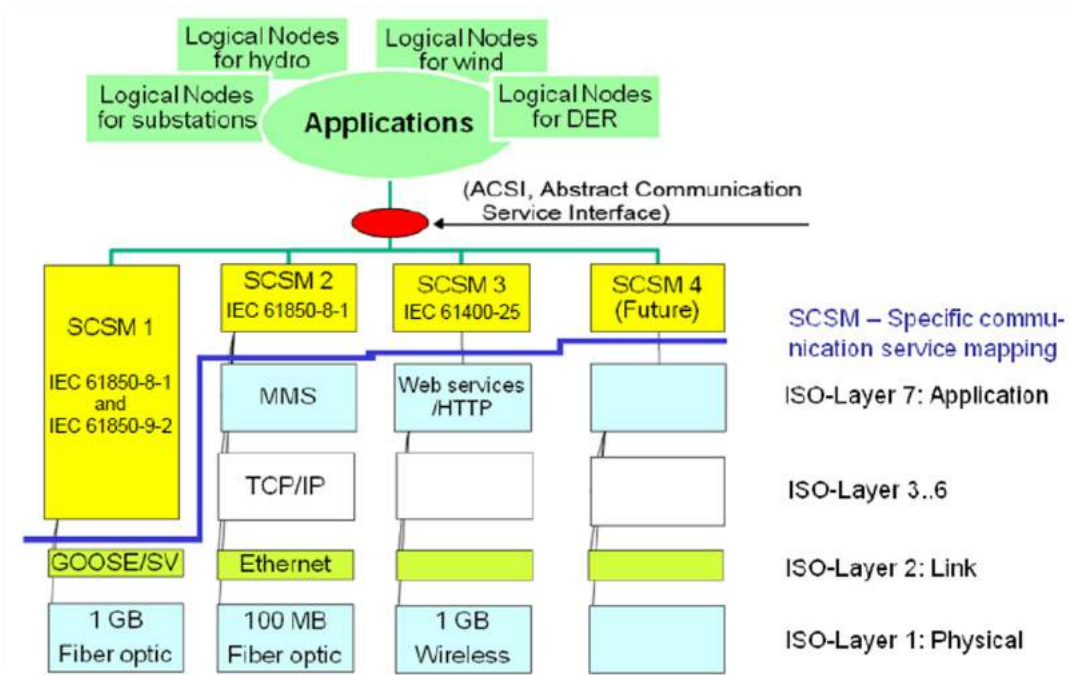 Logical Nodes
for hydro
Logical Nodes
for wind
Logical Nodes
for substations
Logical Nodes
for DER
Applications
(ACSI, Abstract Communication
Service Interface)
SCSM 1
IEC 61850-8-1
and
IEC 61850-9-2
SCSM 2
IEC 61850-8-1
SCSM 3
IEC 61400-25
SCSM 4
(Future)
SCSM – Specific commu-
nication service mapping
MMS
Web services
/HTTP
ISO-Layer 7: Application
TCP/IP
ISO-Layer 3..6
GOOSE/SV
Ethernet
ISO-Layer 2: Link
1 GB
Fiber optic
100 MB
Fiber optic
1 GB
Wireless
ISO-Layer 1: Physical